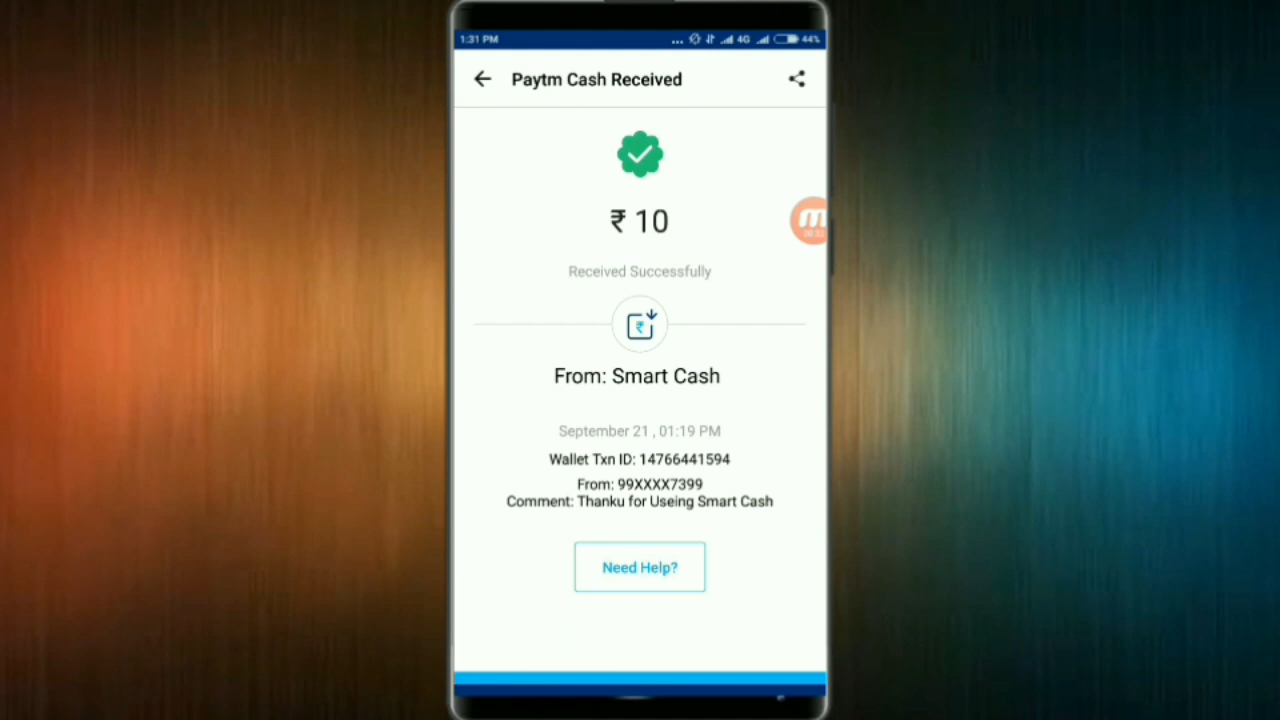 1:31 PM
4G
44%
Paytm Cash Received
₹ 10
Received Successfully
₹
From: Smart Cash
September 21 , 01:19 PM
Wallet Txn ID: 14766441594
From: 99XXXX7399
Comment: Thanku for Useing Smart Cash
Need Help?